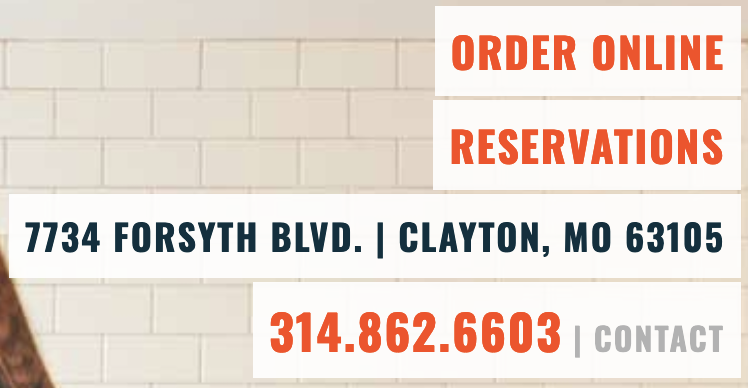 ORDER ONLINE
RESERVATIONS
7734 FORSYTH BLVD. | CLAYTON, MO 63105
314.862.6603 | CONTACT